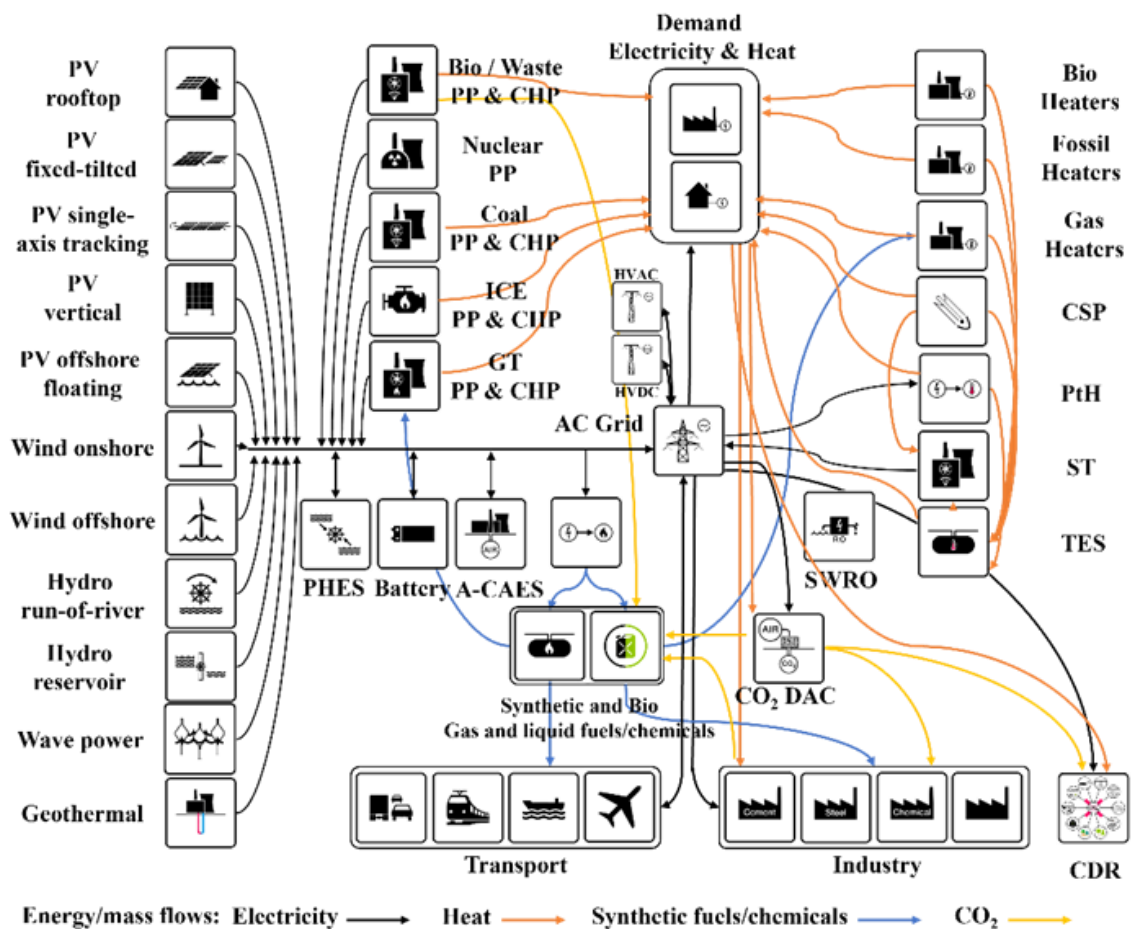 Demand
Electricity & Heat
PV
rooftop
PV
fixed-tilted
PV single-
axis tracking
PV
vertical
PV offshore
floating
Wind onshore
Wind offshore
Hydro
run-of-river
Hydro
reservoir
Wave power
Geothermal
Bio / Waste
PP & CHP
Nuclear
PP
Coal
PP & CHP
ICE
PP & CHP
GT
PP & CHP
HVAC
HVDC
AC Grid
Bio
Heaters
Fossil
Heaters
Gas
Heaters
CSP
PtH
ST
TES
PHES
Battery
A-CAES
AIR
RO
SWRO
AIR
CO₂
CO₂ DAC
Synthetic and Bio
Gas and liquid fuels/chemicals
Cement
Steel
Chemical
Transport
Industry
CDR
Energy/mass flows: Electricity Heat Synthetic fuels/chemicals CO₂